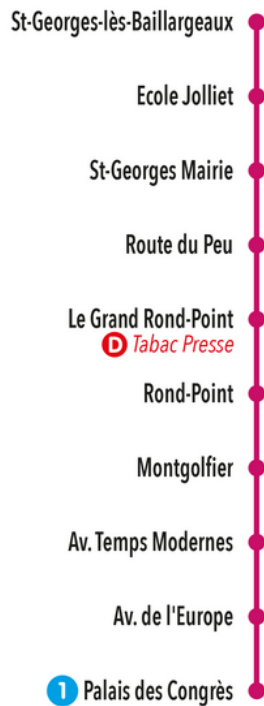 St-Georges-lès-Baillargeaux
Ecole Jolliet
St-Georges Mairie
Route du Peu
Le Grand Rond-Point
D Tabac Presse
Rond-Point
Montgolfier
Av. Temps Modernes
Av. de l'Europe
1 Palais des Congrès